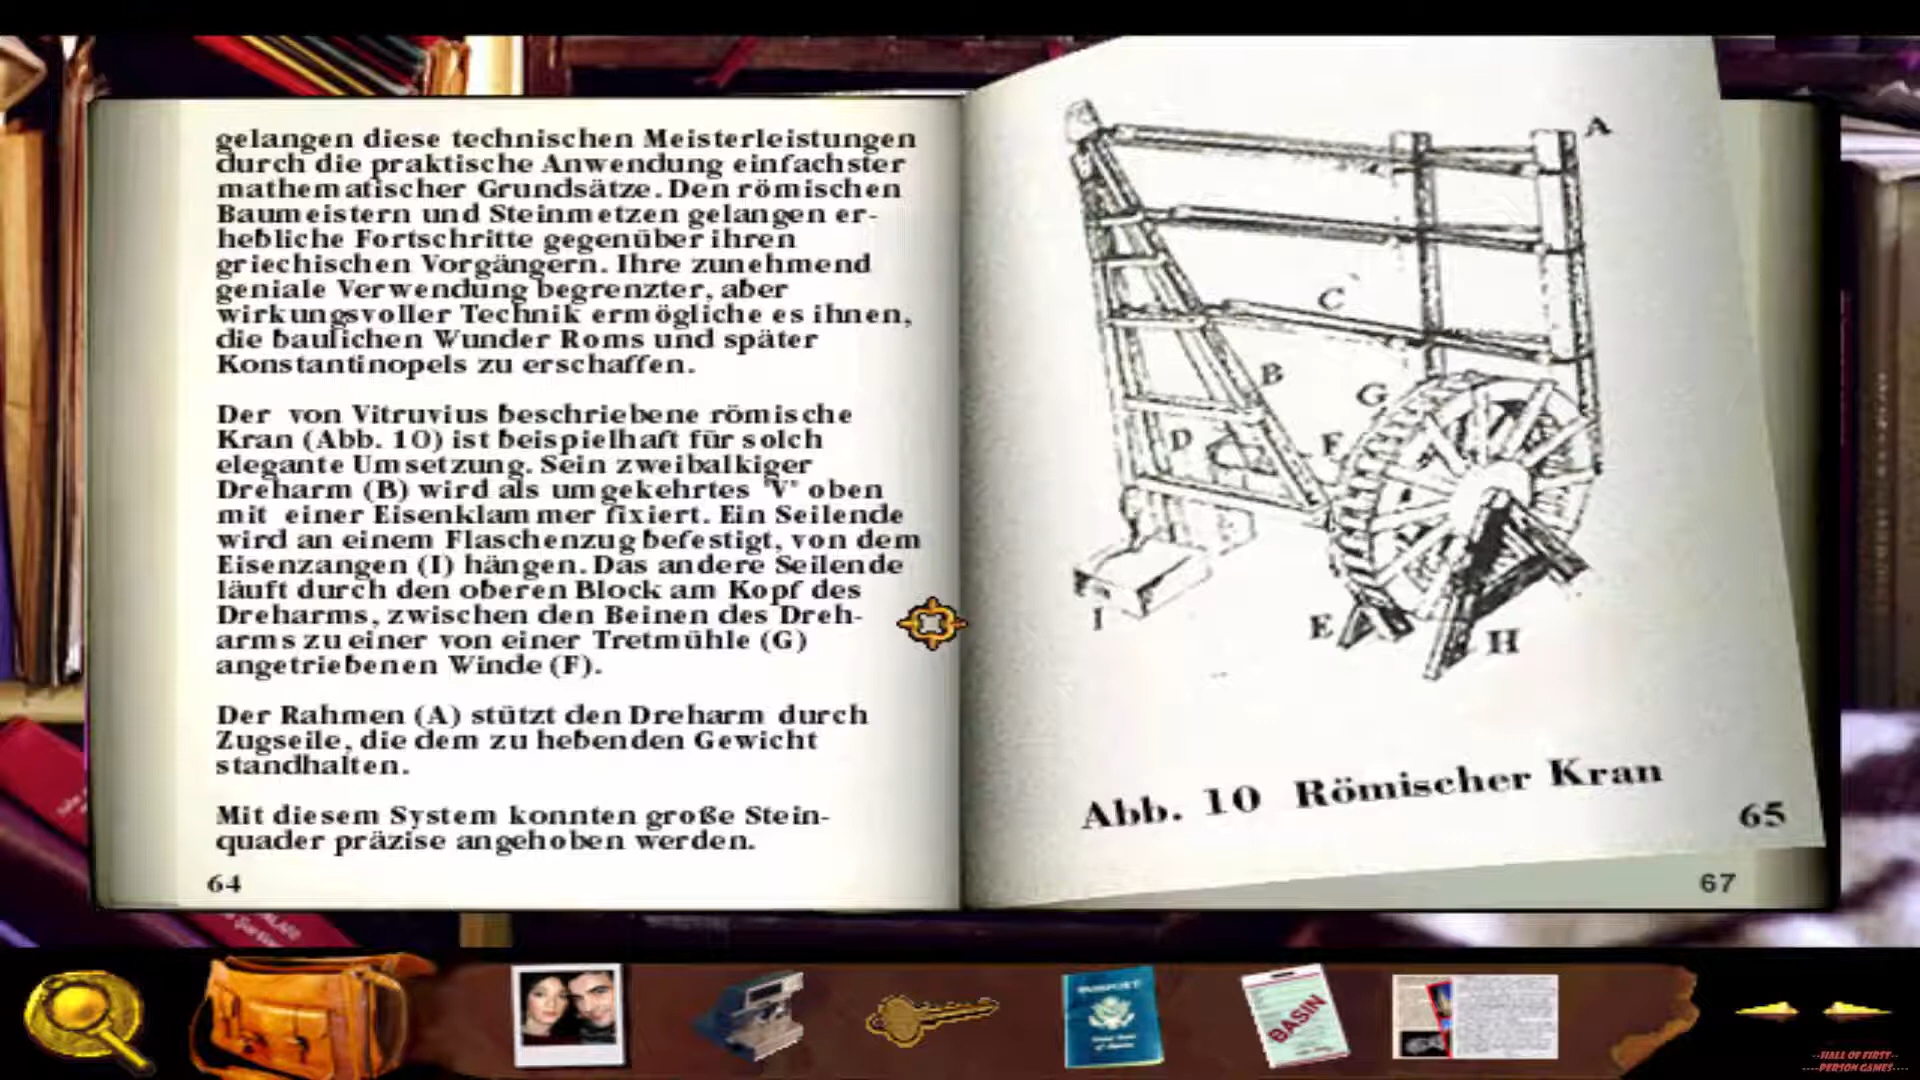 gelangen diese technischen Meisterleistungen
durch die praktische Anwendung einfachster
mathematischer Grundsätze. Den römischen
Baumeistern und Steinmetzen gelangen er-
hebliche Fortschritte gegenüber ihren
griechischen Vorgängern. Ihre zunehmend
geniale Verwendung begrenzter, aber
wirkungsvoller Technik ermögliche es ihnen,
die baulichen Wunder Roms und später
Konstantinopels zu erschaffen.
Der von Vitruvius beschriebene römische
Kran (Abb. 10) ist beispielhaft für solch
elegante Umsetzung. Sein zweibalkiger
Dreharm (B) wird als umgekehrtes "V" oben
mit einer Eisenklammer fixiert. Ein Seilende
wird an einem Flaschenzug befestigt, von dem
Eisenzangen (I) hängen. Das andere Seilende
läuft durch den oberen Block am Kopf des
Dreharms, zwischen den Beinen des Dreh-
arms zu einer von einer Tretmühle (G)
angetriebenen Winde (F).
Der Rahmen (A) stützt den Dreharm durch
Zugseile, die dem zu hebenden Gewicht
standhalten.
Mit diesem System konnten große Stein-
quader präzise angehoben werden.
64
A
C
B
G
D
F
I
E
H
Abb. 10 Römischer Kran
65
67
PASSPORT
BASIN
--HALL OF FIRST--
----PERSON GAMES----